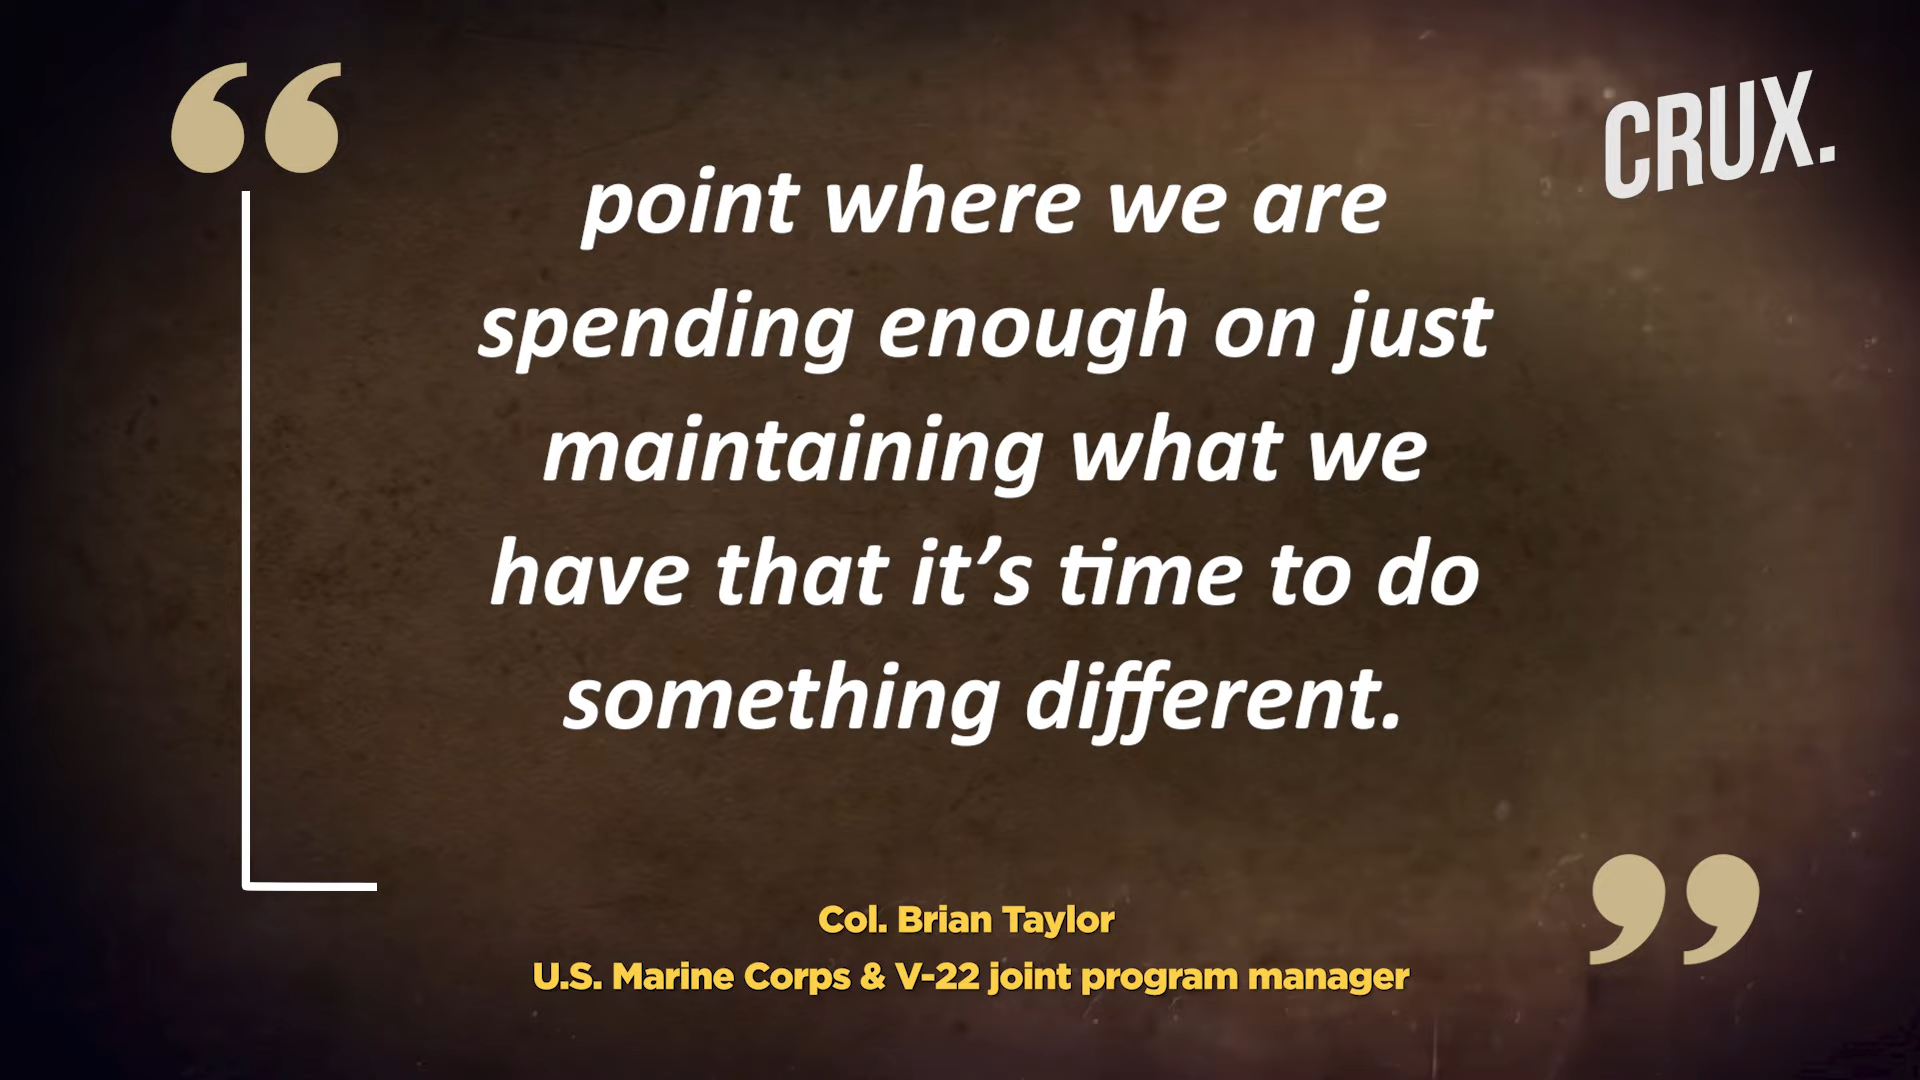 CRUX.
point where we are
spending enough on just
maintaining what we
have that it’s time to do
something different.
Col. Brian Taylor
U.S. Marine Corps & V-22 joint program manager